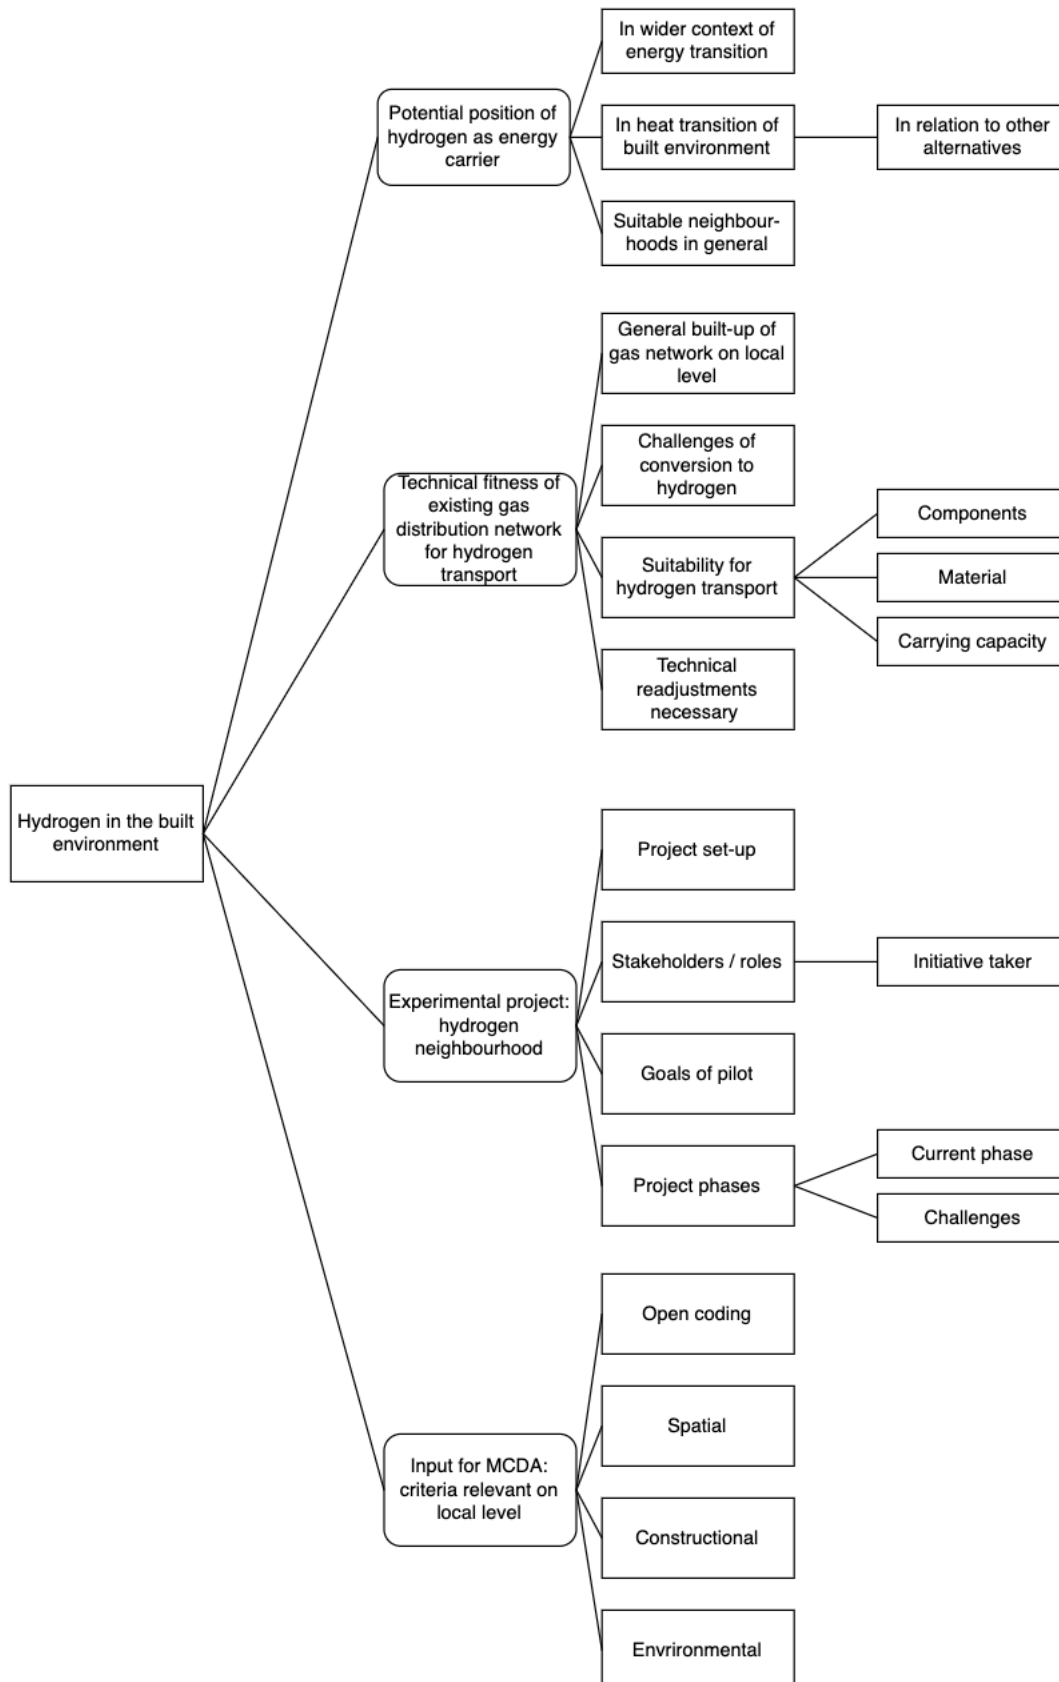 In wider context of
energy transition
Potential position of
hydrogen as energy
carrier
In heat transition of
built environment
In relation to other
alternatives
Suitable neighbour-
hoods in general
General built-up of
gas network on local
level
Challenges of
conversion to
hydrogen
Technical fitness of
existing gas
distribution network
for hydrogen
transport
Suitability for
hydrogen transport
Components
Material
Carrying capacity
Technical
readjustments
necessary
Hydrogen in the built
environment
Project set-up
Stakeholders / roles
Initiative taker
Experimental project:
hydrogen
neighbourhood
Goals of pilot
Project phases
Current phase
Challenges
Open coding
Spatial
Input for MCDA:
criteria relevant on
local level
Constructional
Envrironmental